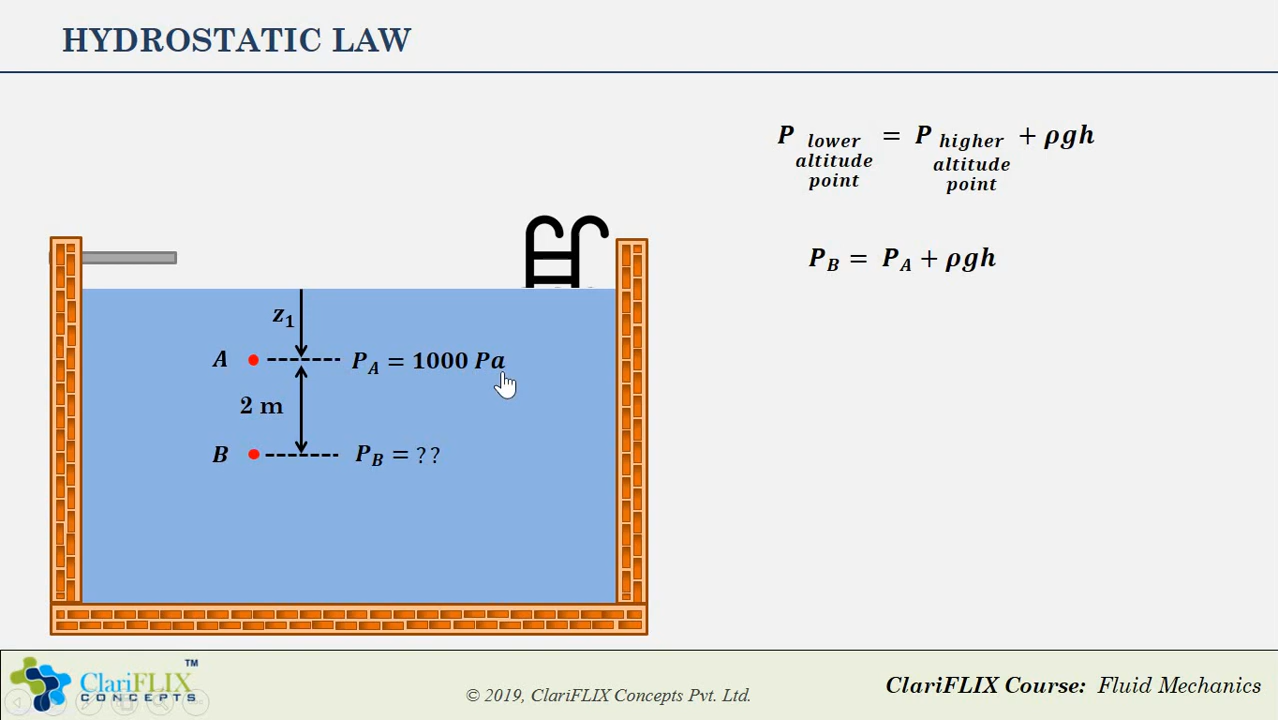 HYDROSTATIC LAW
P lower altitude point = P higher altitude point + ρgh
P_B = P_A + ρgh
z₁
A
P_A = 1000 Pa
2 m
B
P_B = ??
ClariFLIX TM
CONCEPTS
© 2019, ClariFLIX Concepts Pvt. Ltd.
ClariFLIX Course: Fluid Mechanics